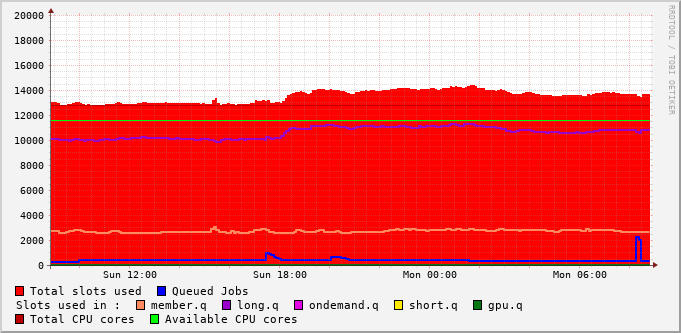 RRDTOOL / TOBI OETIKER
20000
18000
16000
14000
12000
10000
8000
6000
4000
2000
0
Sun 12:00 Sun 18:00 Mon 00:00 Mon 06:00
Total slots used Queued Jobs
Slots used in : member.q long.q ondemand.q short.q gpu.q
Total CPU cores Available CPU cores